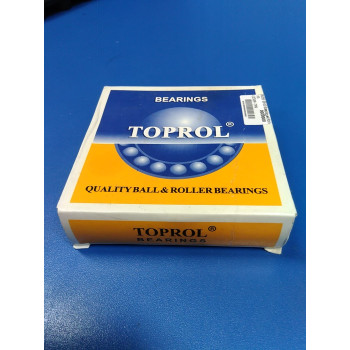 BEARINGS
TOPROL®
QUALITY BALL & ROLLER BEARINGS
TOPROL®
BEARINGS